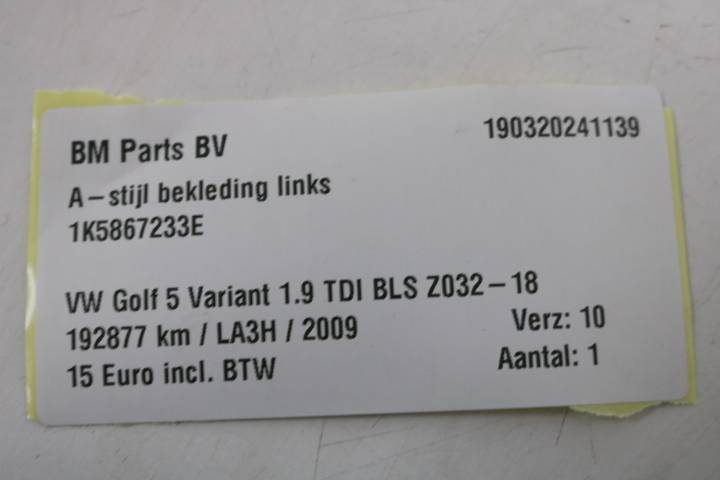 BM Parts BV 190320241139
A-stijl bekleding links
1K5867233E
VW Golf 5 Variant 1.9 TDI BLS Z032-18
192877 km / LA3H / 2009 Verz: 10
15 Euro incl. BTW Aantal: 1